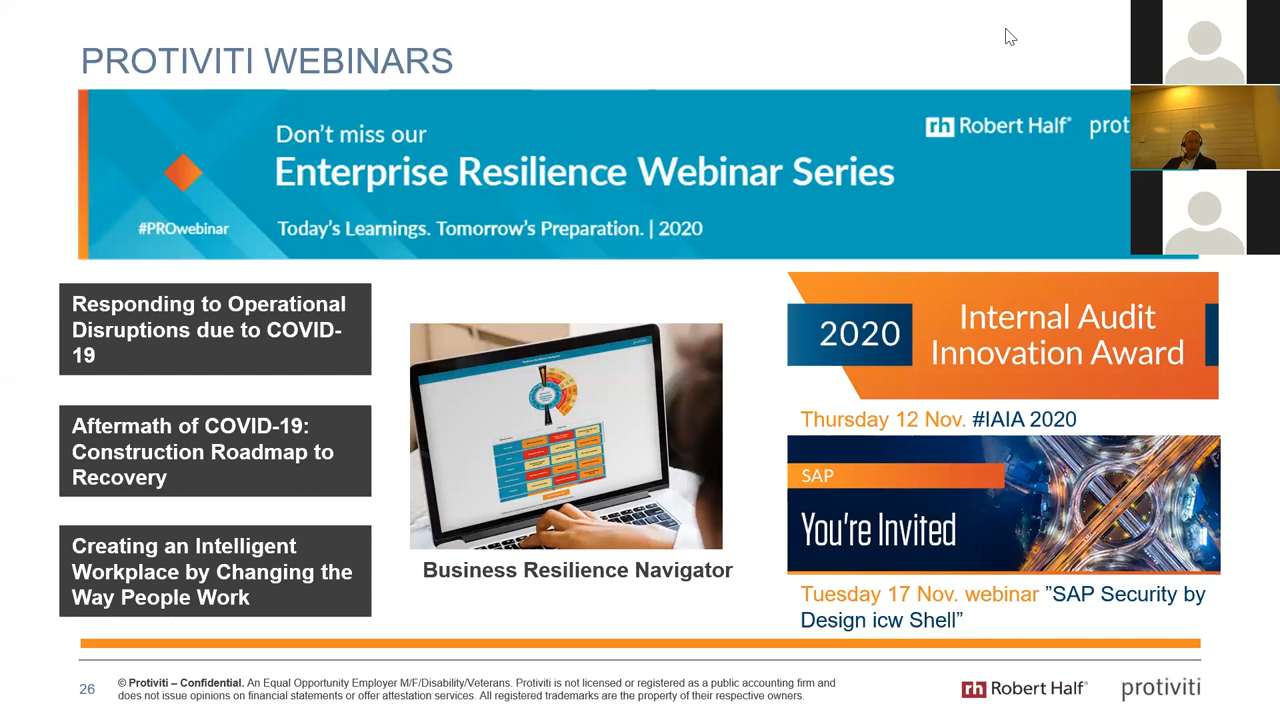 PROTIVITI WEBINARS
Don't miss our
Enterprise Resilience Webinar Series
#PROwebinar
Today's Learnings. Tomorrow's Preparation. | 2020
rh Robert Half®
prot
Responding to Operational
Disruptions due to COVID-
19
Aftermath of COVID-19:
Construction Roadmap to
Recovery
Creating an Intelligent
Workplace by Changing the
Way People Work
protiviti
Business Resilience Navigator
2020
Internal Audit
Innovation Award
Thursday 12 Nov. #IAIA 2020
SAP
You're Invited
Tuesday 17 Nov. webinar ”SAP Security by
Design icw Shell”
26
© Protiviti – Confidential. An Equal Opportunity Employer M/F/Disability/Veterans. Protiviti is not licensed or registered as a public accounting firm and
does not issue opinions on financial statements or offer attestation services. All registered trademarks are the property of their respective owners.
rh Robert Half®
protiviti